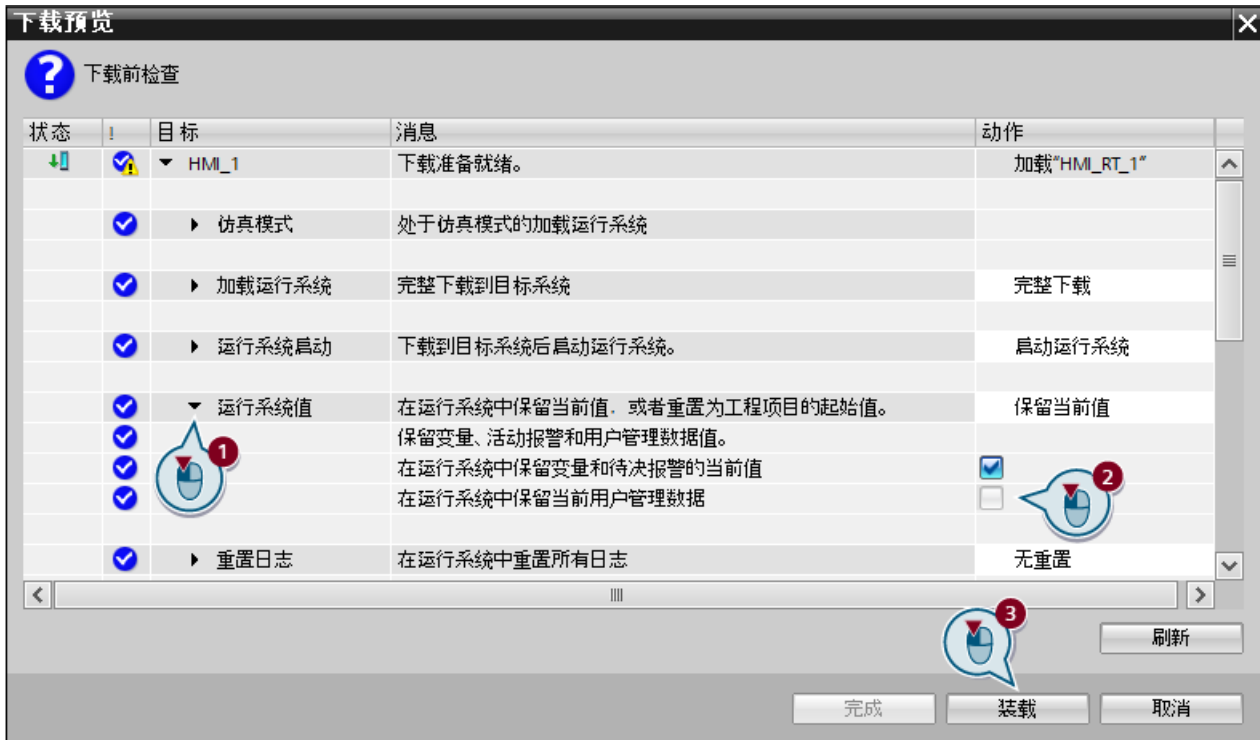 下载预览
下载前检查
状态 ! 目标 消息 动作
HMI_1 下载准备就绪。 加载"HMI_RT_1"
仿真模式 处于仿真模式的加载运行系统
加载运行系统 完整下载到目标系统 完整下载
运行系统启动 下载到目标系统后启动运行系统。 启动运行系统
运行系统值 在运行系统中保留当前值，或者重置为工程项目的起始值。 保留当前值
保留变量、活动报警和用户管理数据值。
1
在运行系统中保留变量和待决报警的当前值
2
在运行系统中保留当前用户管理数据
重置日志 在运行系统中重置所有日志 无重置
3
刷新
完成 装载 取消